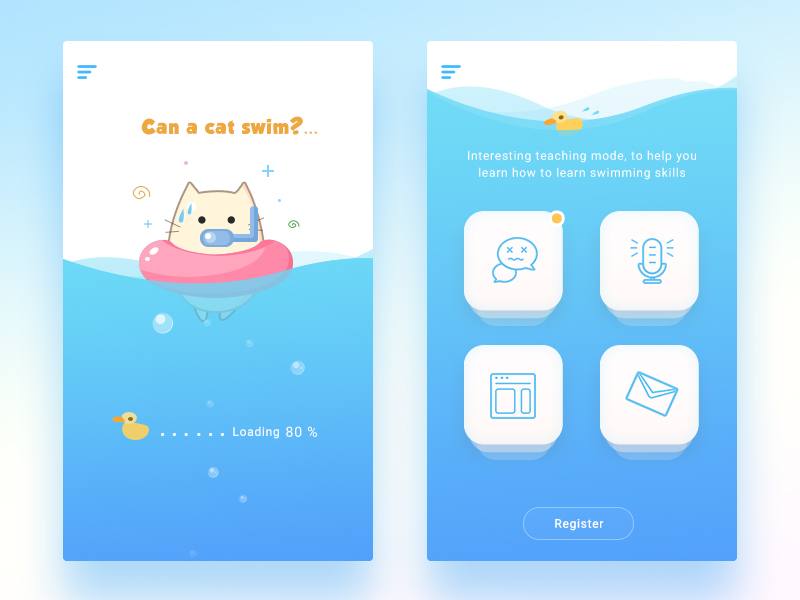 Can a cat swim?...
...... Loading 80 %
Interesting teaching mode, to help you
learn how to learn swimming skills
Register